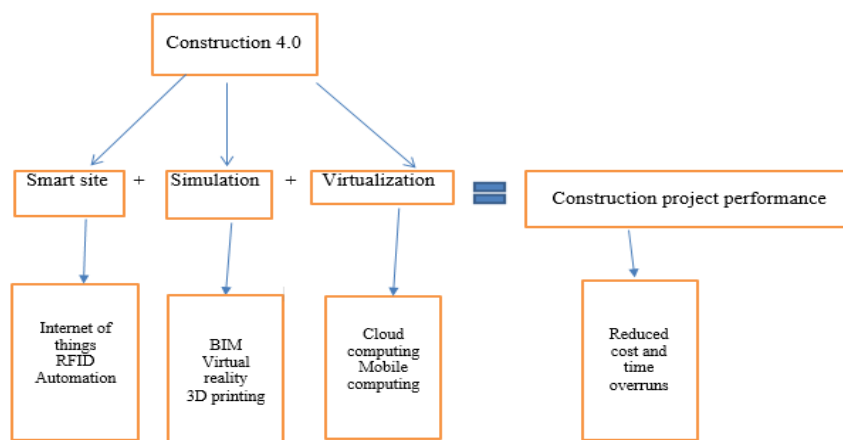 Construction 4.0
Smart site + Simulation + Virtualization = Construction project performance
Internet of
things
RFID
Automation
BIM
Virtual
reality
3D printing
Cloud
computing
Mobile
computing
Reduced
cost and
time
overruns